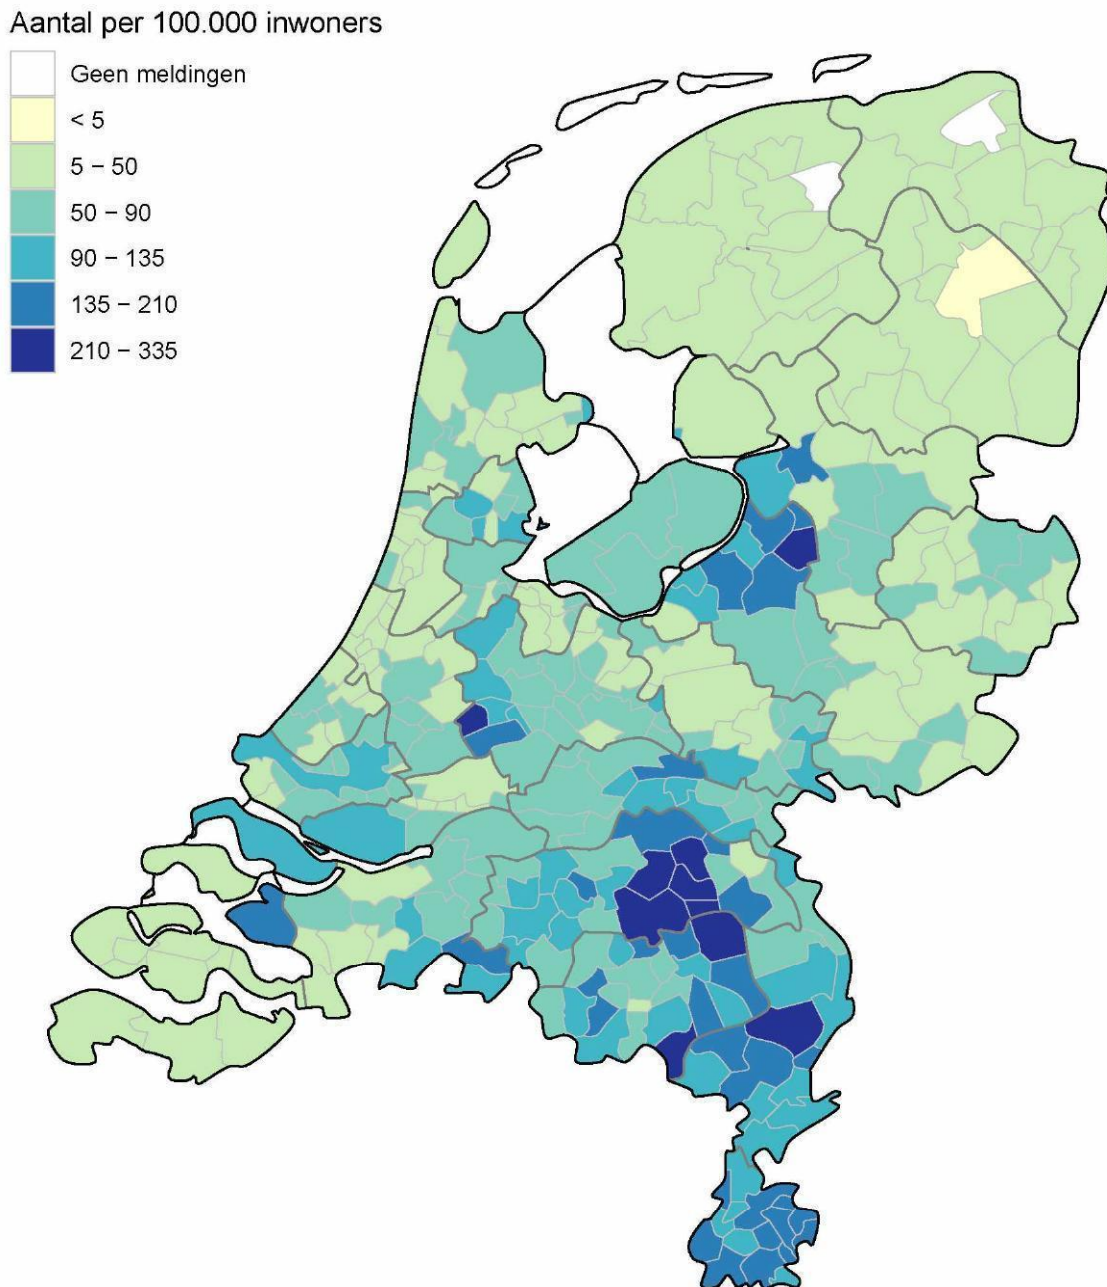 Aantal per 100.000 inwoners
Geen meldingen
< 5
5 − 50
50 − 90
90 − 135
135 − 210
210 − 335